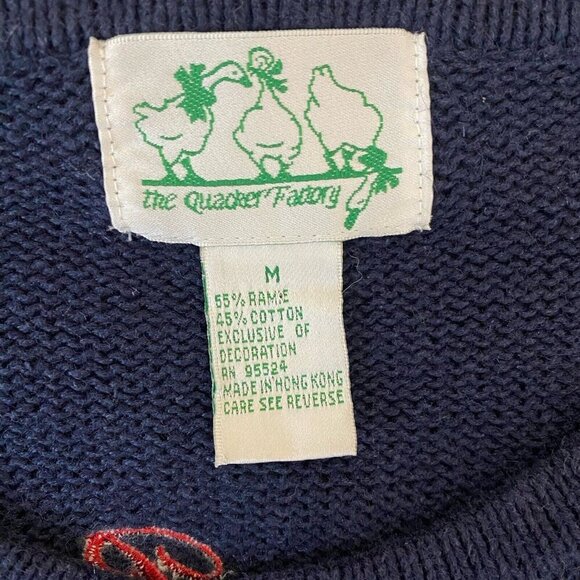 the Quacker Factory
M
55% RAMIE
45% COTTON
EXCLUSIVE OF
DECORATION
RN 95524
MADE IN HONG KONG
CARE SEE REVERSE